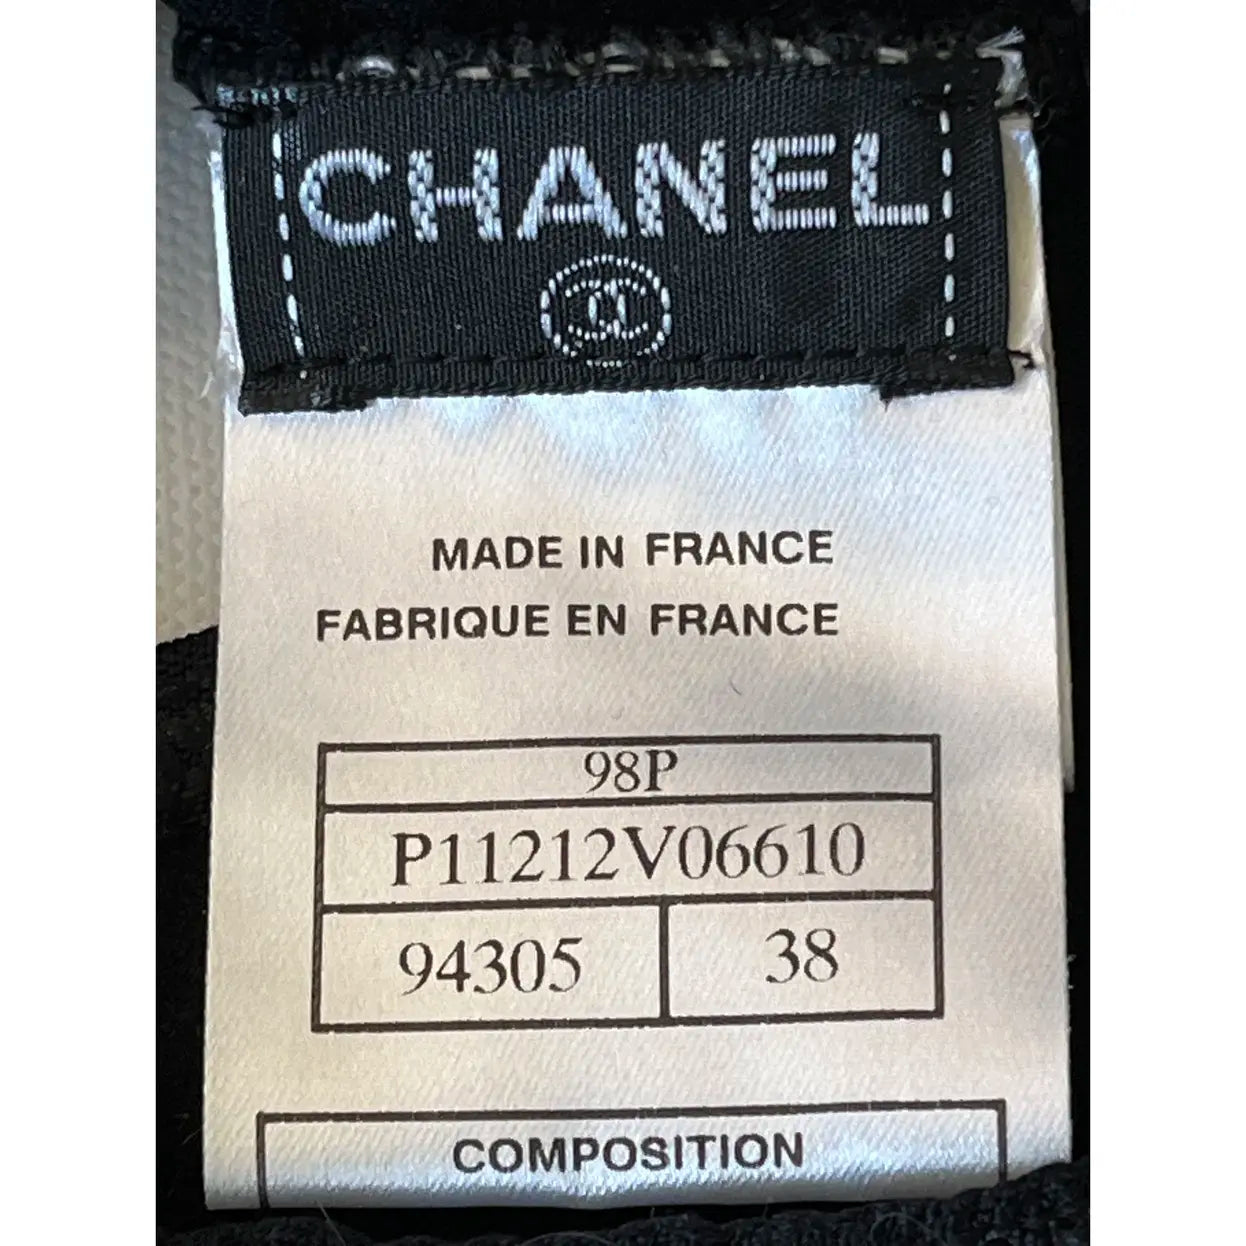 CHANEL
MADE IN FRANCE
FABRIQUE EN FRANCE
98P
P11212V06610
94305 38
COMPOSITION